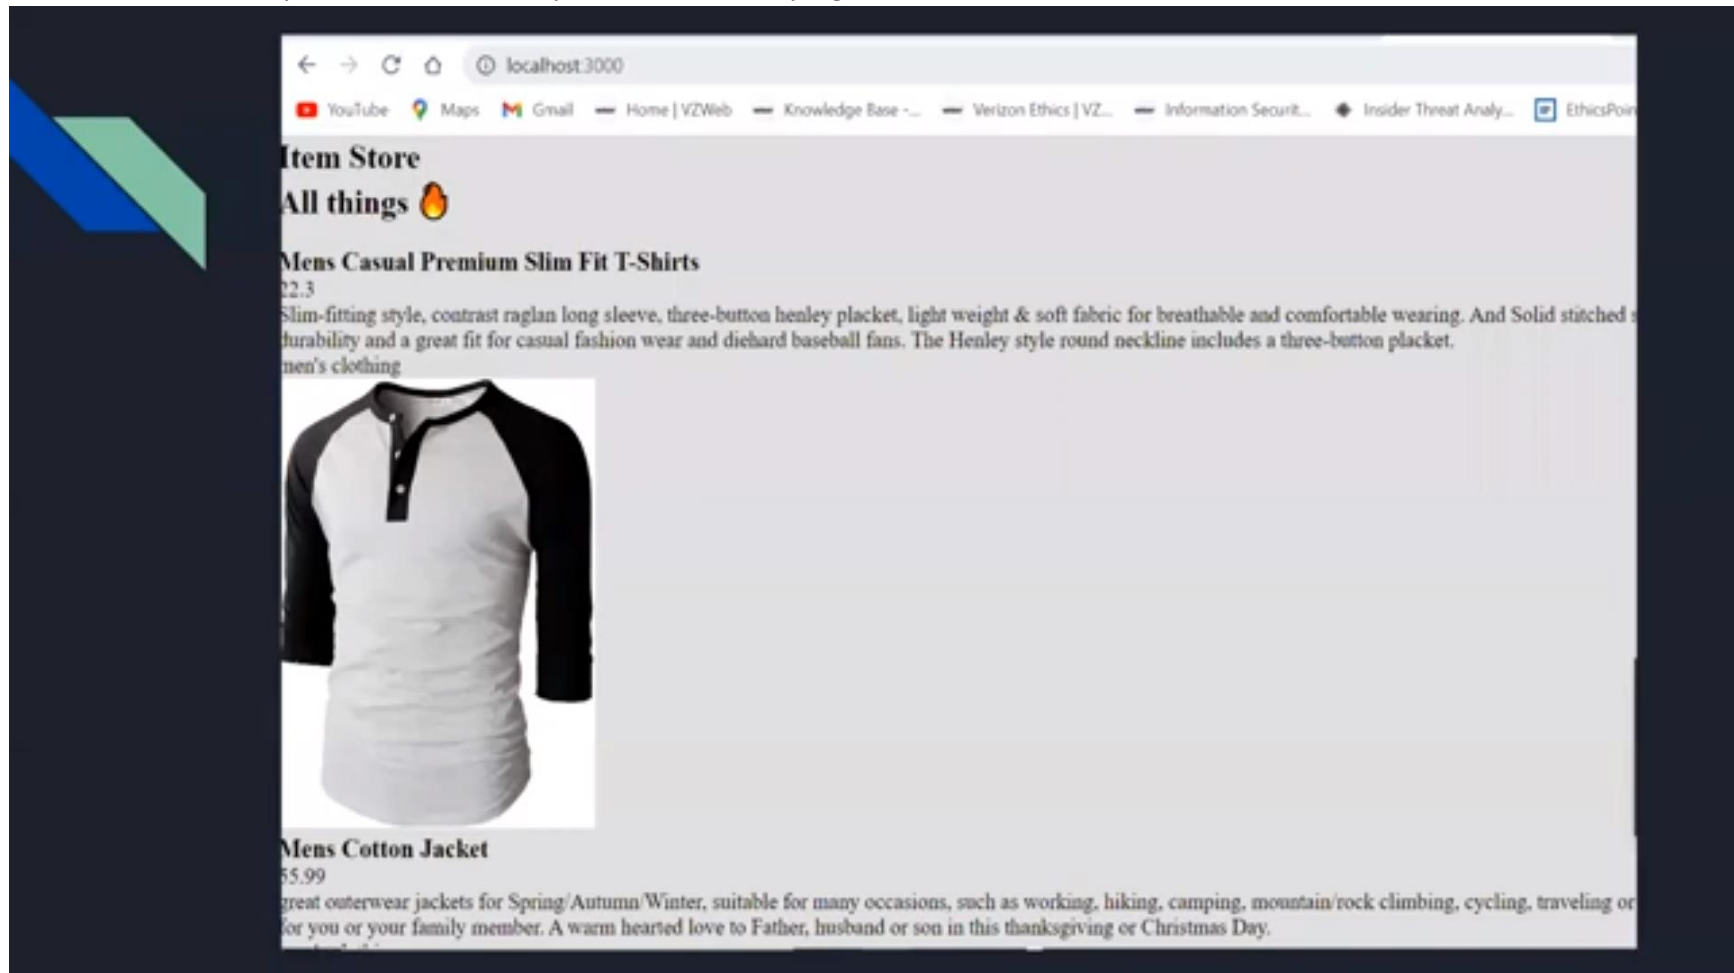 localhost:3000
YouTube Maps Gmail Home | VZWeb Knowledge Base -... Verizon Ethics | VZ... Information Securit... Insider Threat Analy... EthicsPoin
Item Store
All things 🔥
Mens Casual Premium Slim Fit T-Shirts
22.3
Slim-fitting style, contrast raglan long sleeve, three-button henley placket, light weight & soft fabric for breathable and comfortable wearing. And Solid stitched
durability and a great fit for casual fashion wear and diehard baseball fans. The Henley style round neckline includes a three-button placket.
men's clothing
Mens Cotton Jacket
55.99
great outerwear jackets for Spring/Autumn/Winter, suitable for many occasions, such as working, hiking, camping, mountain/rock climbing, cycling, traveling or
for you or your family member. A warm hearted love to Father, husband or son in this thanksgiving or Christmas Day.